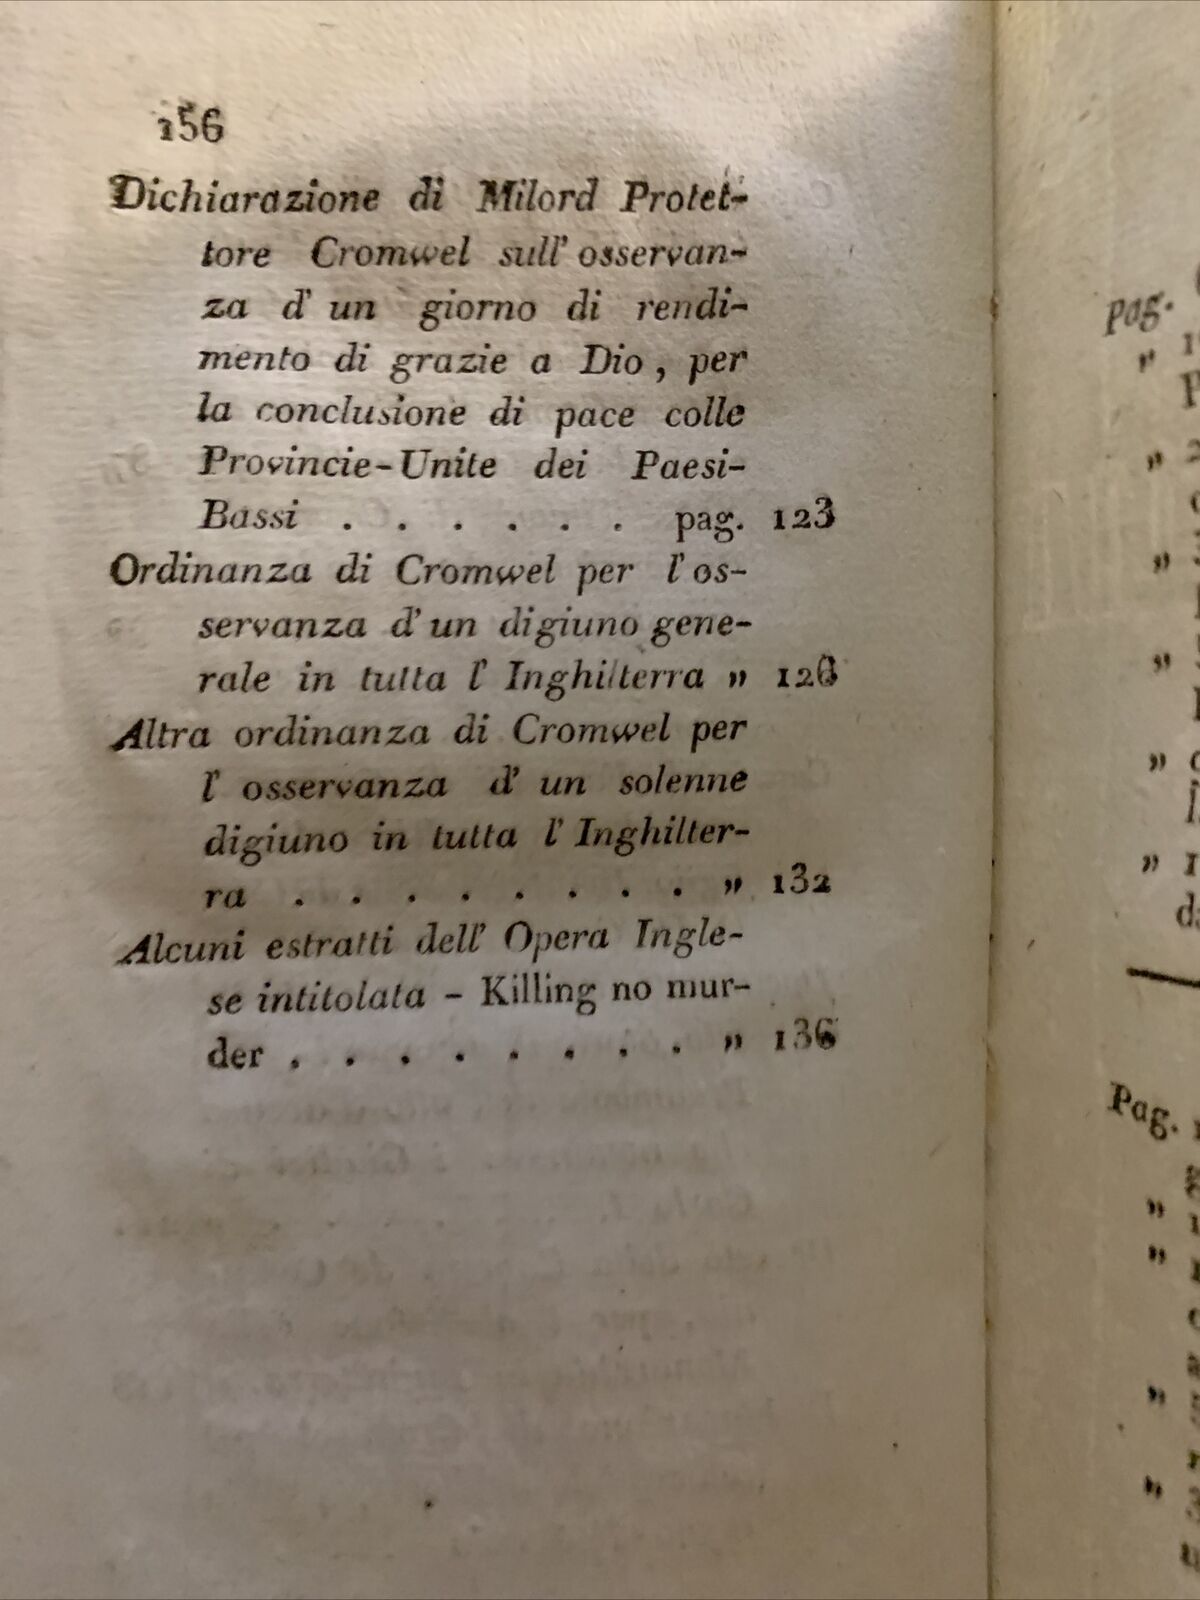 156
Dichiarazione di Milord Protet-
tore Cromwel sull' osservan-
za d' un giorno di rendi-
mento di grazie a Dio, per
la conclusione di pace colle
Provincie-Unite dei Paesi-
Bassi . . . . . . pag. 123
Ordinanza di Cromwel per l'os-
servanza d' un digiuno gene-
rale in tutta l' Inghilterra „
Altra ordinanza di Cromwel per
l' osservanza d' un solenne
digiuno in tutta l' Inghilter-
ra . . . . . . . . „ 132
Alcuni estratti dell' Opera Ingle-
se intitolata - Killing no mur-
der . . . . . . . . „ 136
pag.
„
„
„
„
„
„
Pag.
„
„
„
„